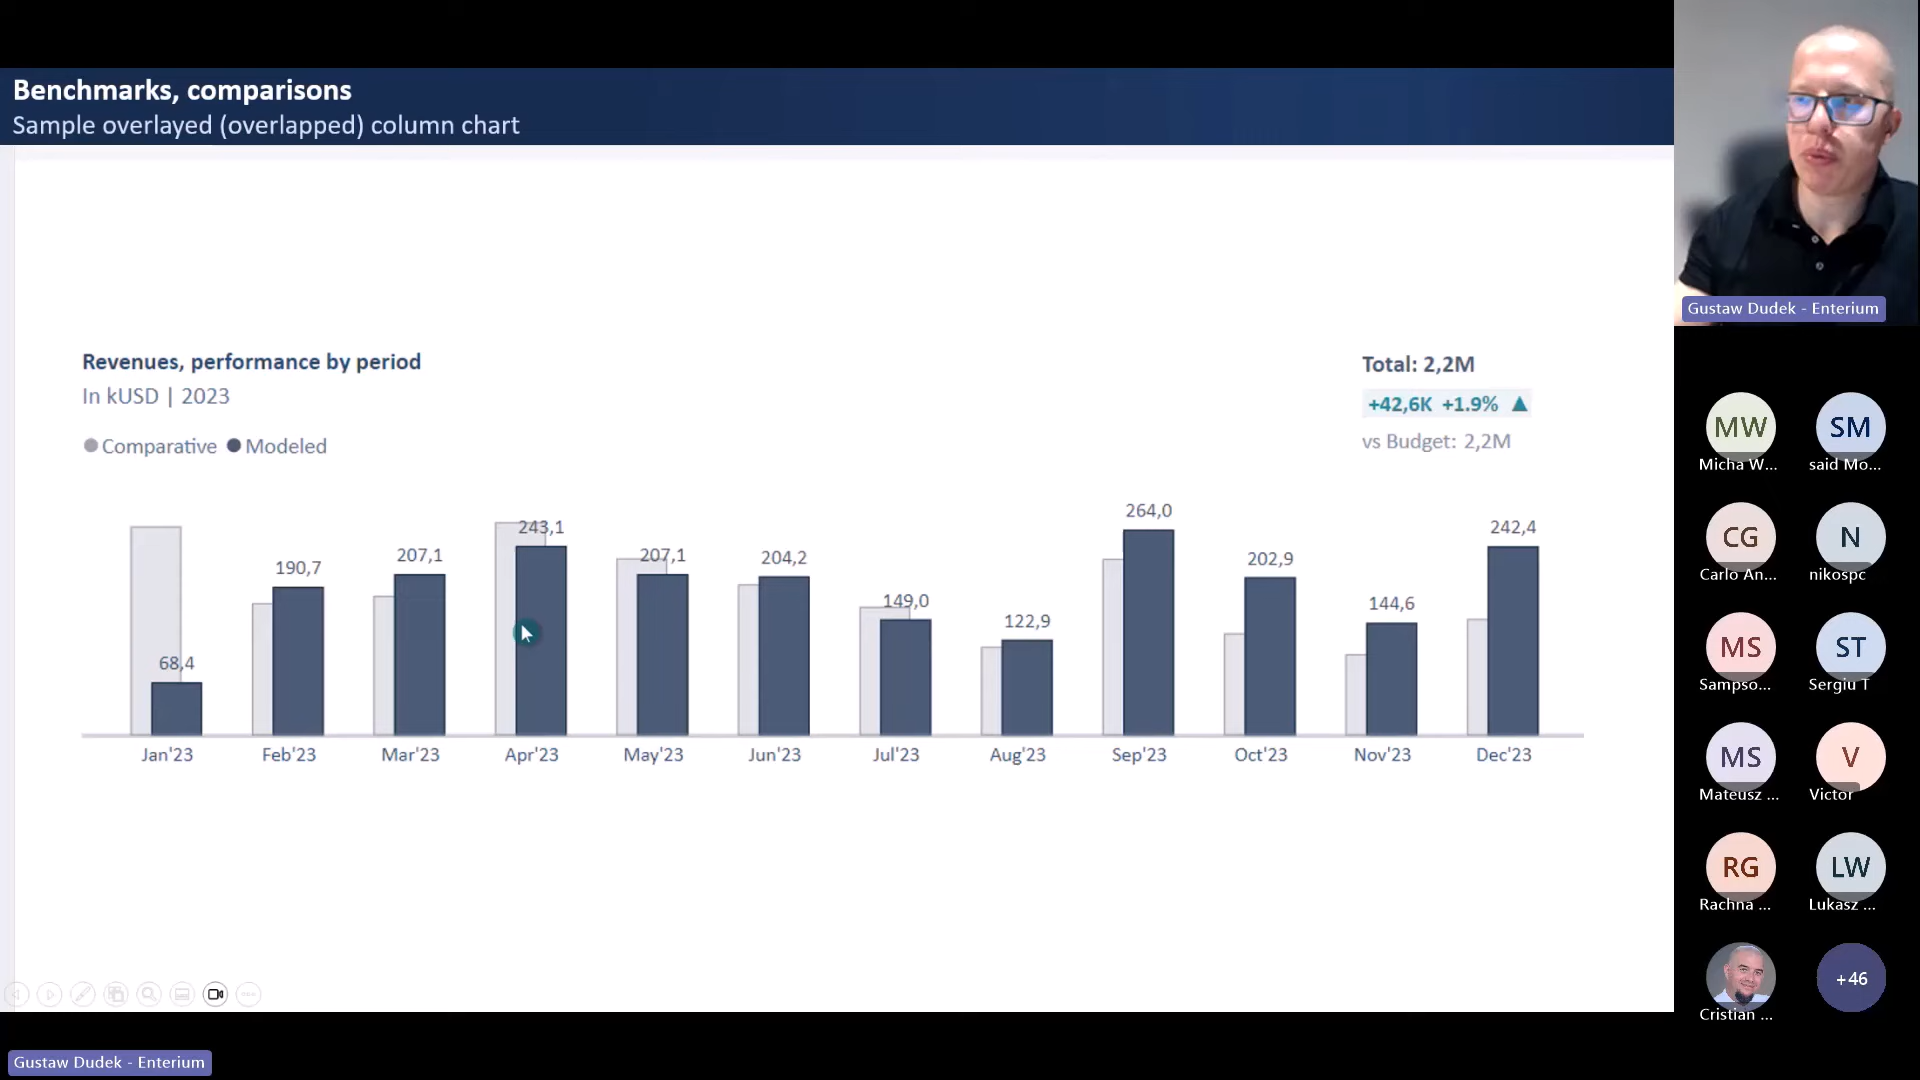 Benchmarks, comparisons
Sample overlayed (overlapped) column chart
Revenues, performance by period
In kUSD | 2023
Comparative Modeled
Total: 2,2M
+42,6K +1.9% ▲
vs Budget: 2,2M
68,4 190,7 207,1 243,1 207,1 204,2 149,0 122,9 264,0 202,9 144,6 242,4
Jan'23 Feb'23 Mar'23 Apr'23 May'23 Jun'23 Jul'23 Aug'23 Sep'23 Oct'23 Nov'23 Dec'23
Gustaw Dudek - Enterium
Gustaw Dudek - Enterium
MW SM
Micha W... said Mo...
CG N
Carlo An... nikospc
MS ST
Sampso... Sergiu T
MS V
Mateusz ... Victor
RG LW
Rachna ... Lukasz ...
+46
Cristian ...